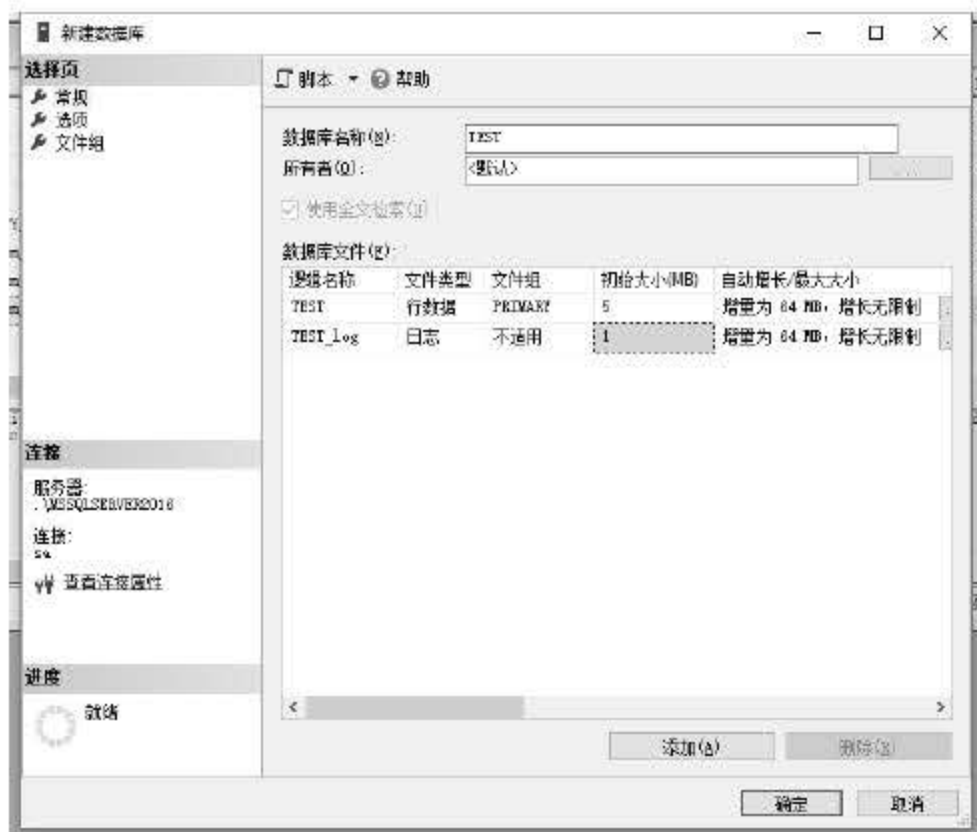 新建数据库
选择页
常规
选项
文件组
脚本 帮助
数据库名称(N):
TEST
所有者(O):
<默认>
使用全文检索(U)
数据库文件(F):
逻辑名称 文件类型 文件组 初始大小(MB) 自动增长/最大大小
TEST 行数据 PRIMARY 5 增量为 64 MB, 增长无限制
TEST_log 日志 不适用 1 增量为 64 MB, 增长无限制
连接
服务器:
.\MSSQLSERVER2016
连接:
sa
查看连接属性
进度
就绪
添加(A) 删除(R)
确定 取消